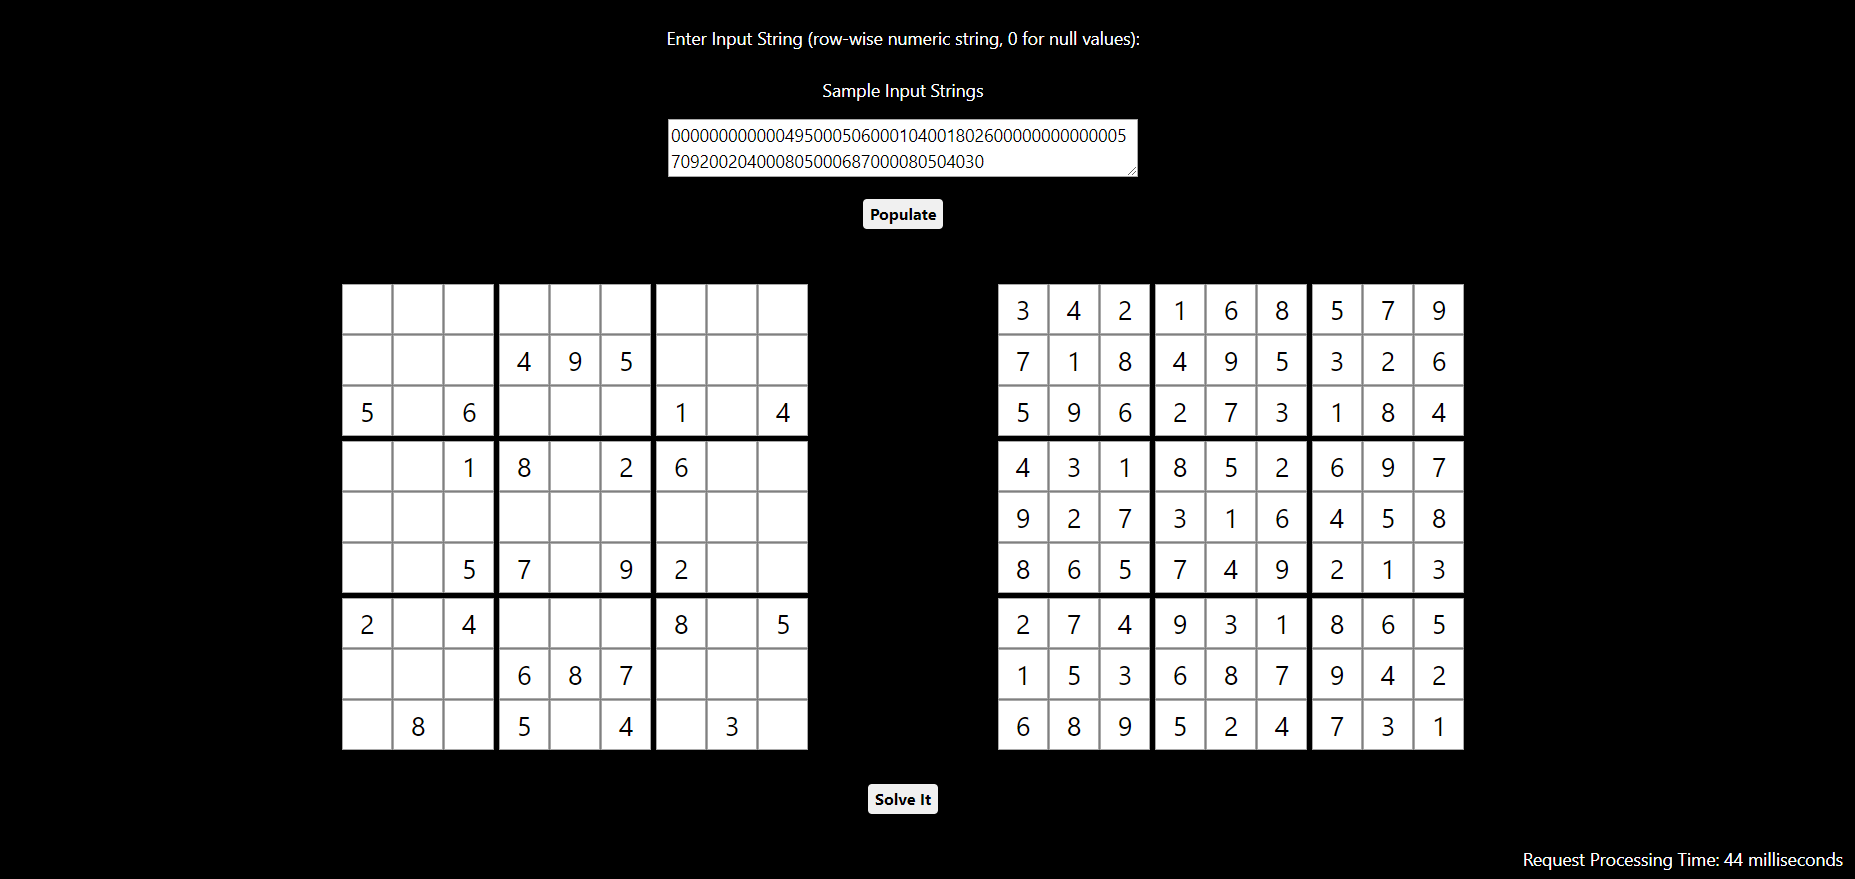 Enter Input String (row-wise numeric string, 0 for null values):
Sample Input Strings
000000000000495000506000104001802600000000000005
709200204000805000687000080504030
Populate
4 9 5
5 6 1 4
1 8 2 6
5 7 9 2
2 4 8 5
6 8 7
8 5 4 3
3 4 2 1 6 8 5 7 9
7 1 8 4 9 5 3 2 6
5 9 6 2 7 3 1 8 4
4 3 1 8 5 2 6 9 7
9 2 7 3 1 6 4 5 8
8 6 5 7 4 9 2 1 3
2 7 4 9 3 1 8 6 5
1 5 3 6 8 7 9 4 2
6 8 9 5 2 4 7 3 1
Solve It
Request Processing Time: 44 milliseconds